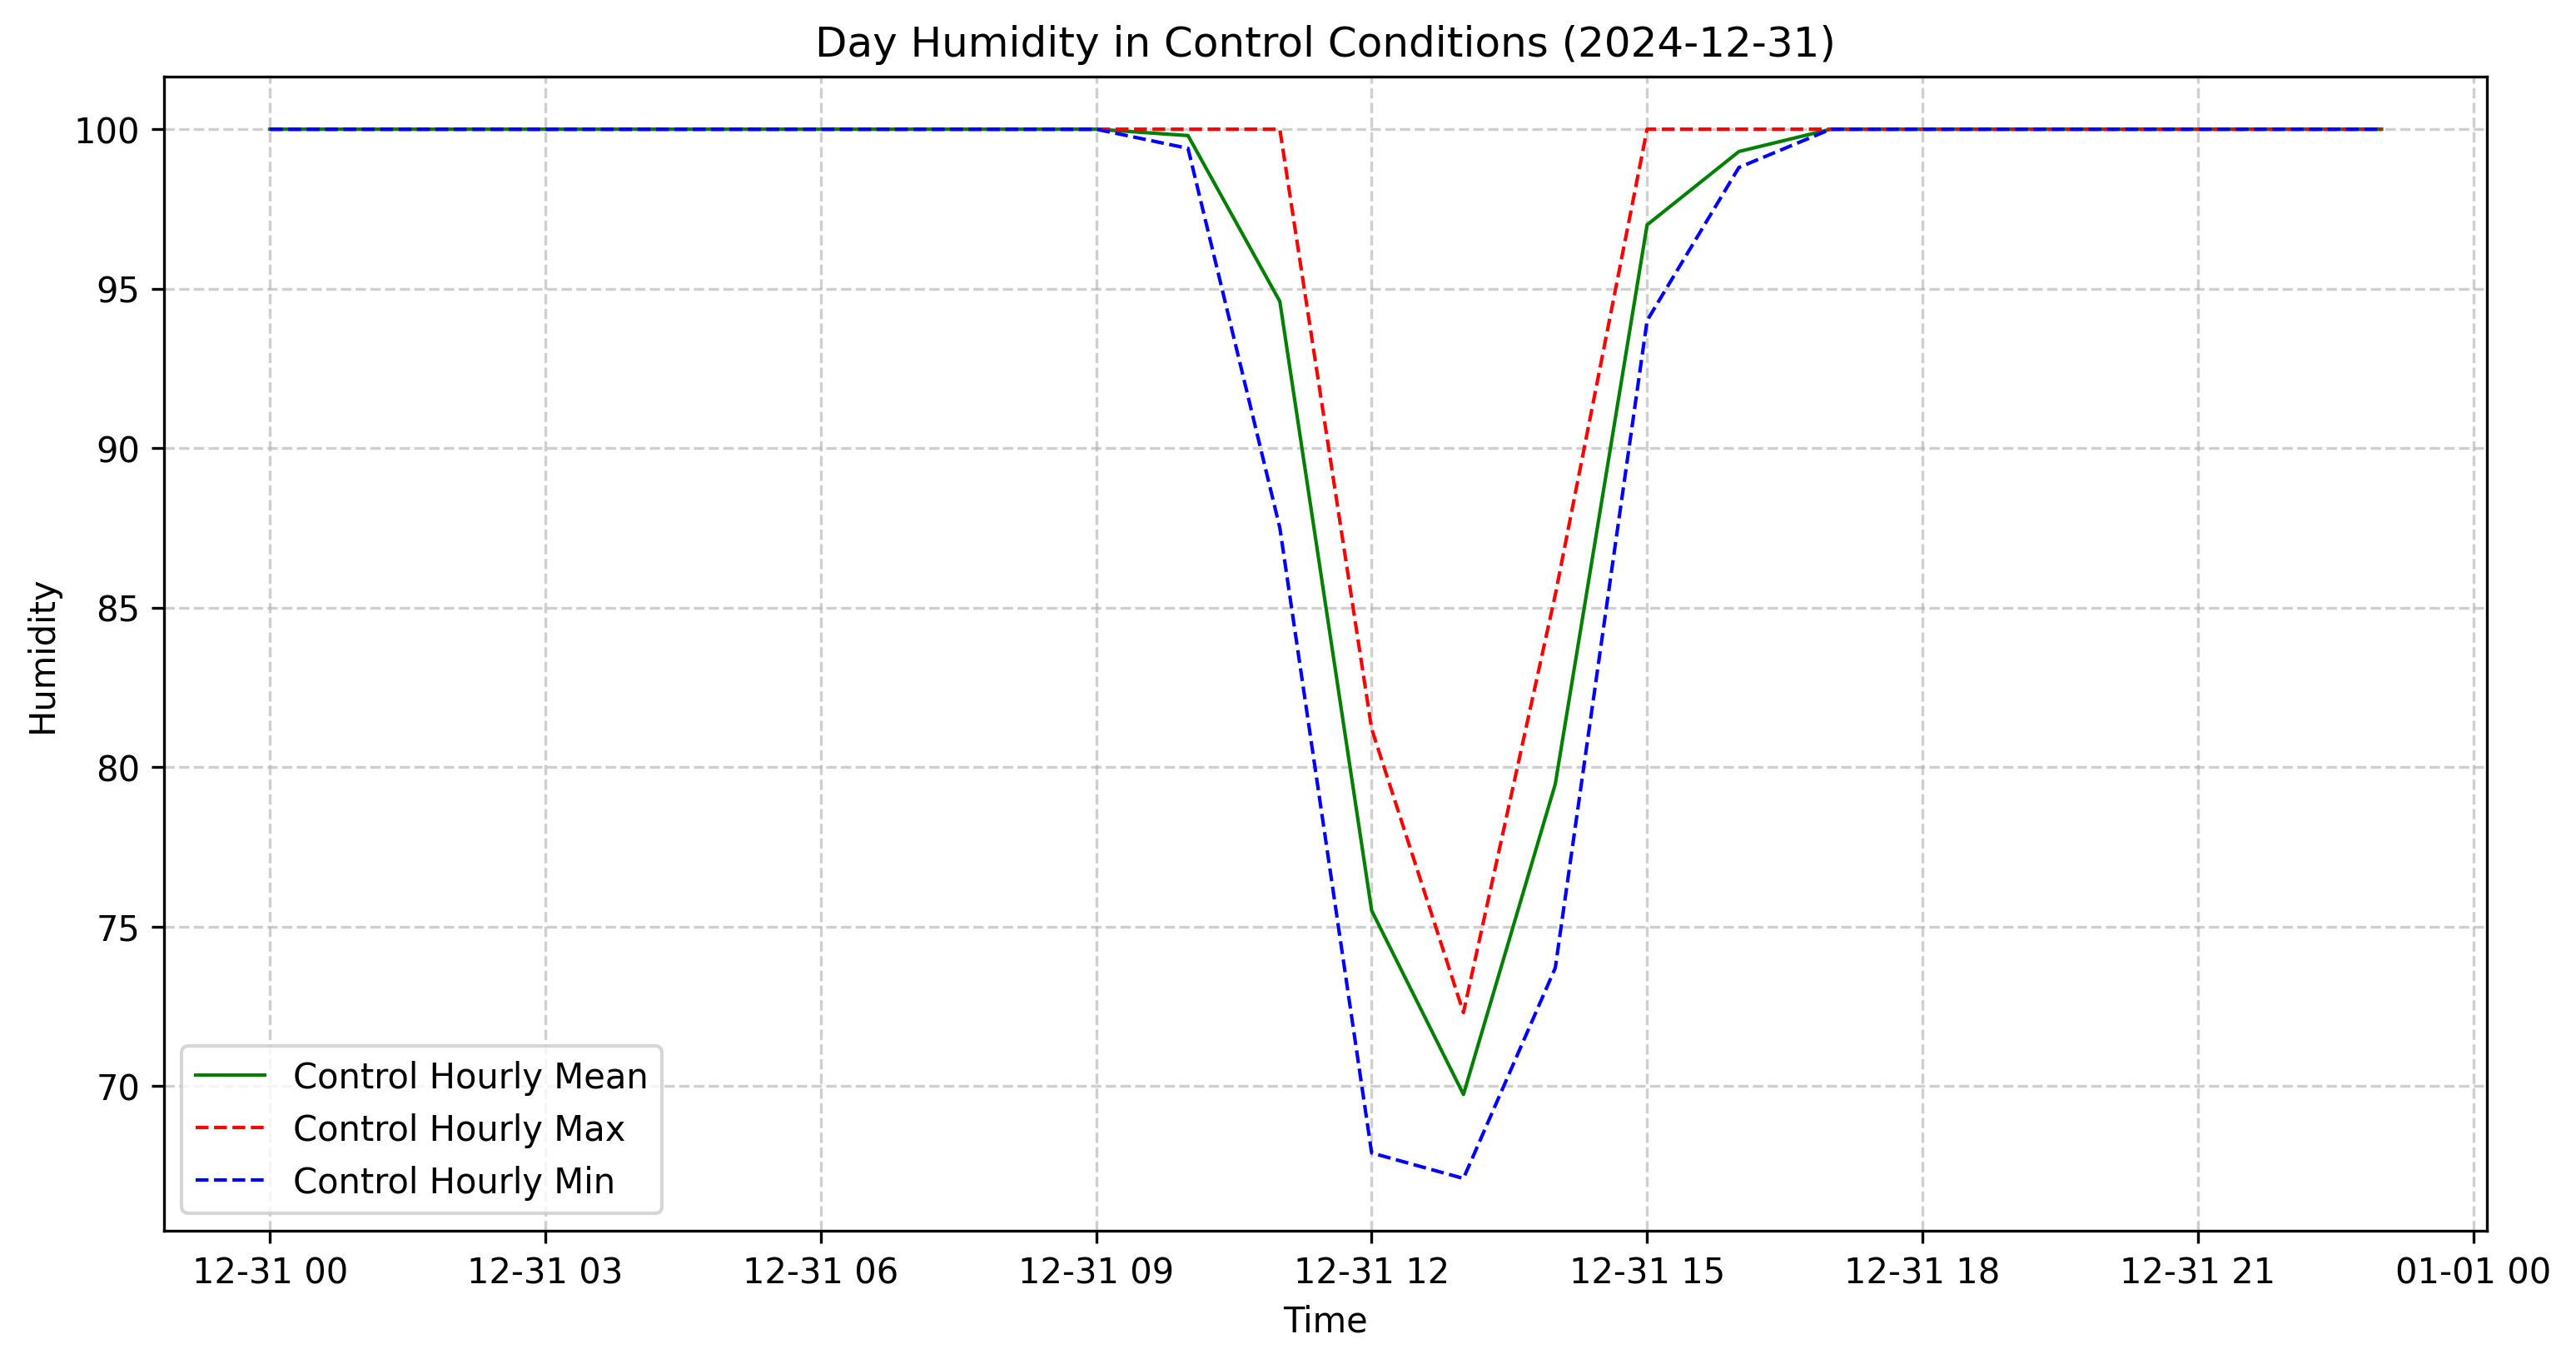 Day Humidity in Control Conditions (2024-12-31)
Humidity
100
95
90
85
80
75
70
Control Hourly Mean
Control Hourly Max
Control Hourly Min
12-31 00
12-31 03
12-31 06
12-31 09
12-31 12
12-31 15
12-31 18
12-31 21
01-01 00
Time